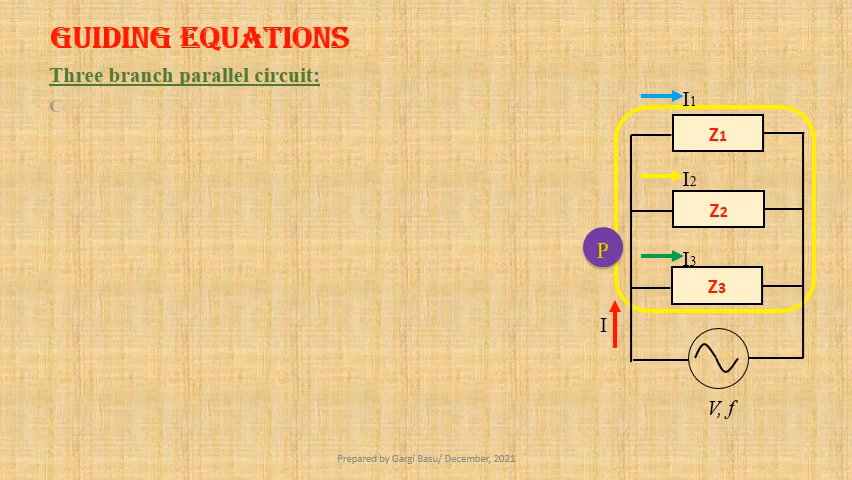 GUIDING EQUATIONS
Three branch parallel circuit:
C
I1
Z1
I2
Z2
P
I3
Z3
I
V, f
Prepared by Gargi Basu/ December, 2021